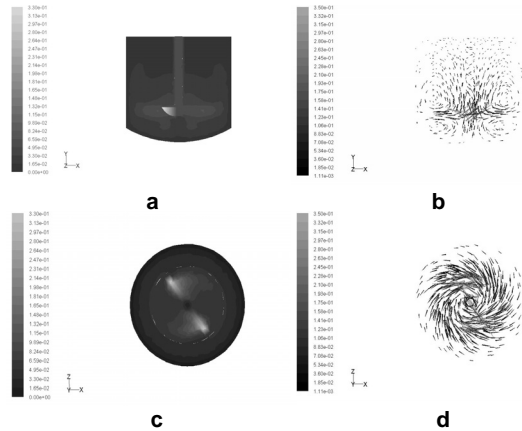 3.30e-01
3.13e-01
2.97e-01
2.80e-01
2.64e-01
2.47e-01
2.31e-01
2.14e-01
1.98e-01
1.81e-01
1.65e-01
1.48e-01
1.32e-01
1.15e-01
9.89e-02
8.24e-02
6.59e-02
4.95e-02
3.30e-02
1.65e-02
0.00e+00
Y
Z X
a
3.50e-01
3.32e-01
3.15e-01
2.97e-01
2.80e-01
2.63e-01
2.45e-01
2.28e-01
2.10e-01
1.93e-01
1.75e-01
1.58e-01
1.41e-01
1.23e-01
1.06e-01
8.83e-02
7.08e-02
5.34e-02
3.60e-02
1.85e-02
1.11e-03
Y
Z X
b
3.30e-01
3.13e-01
2.97e-01
2.80e-01
2.64e-01
2.47e-01
2.31e-01
2.14e-01
1.98e-01
1.81e-01
1.65e-01
1.48e-01
1.32e-01
1.15e-01
9.89e-02
8.24e-02
6.59e-02
4.95e-02
3.30e-02
1.65e-02
0.00e+00
Z
Y X
c
3.50e-01
3.32e-01
3.15e-01
2.97e-01
2.80e-01
2.63e-01
2.45e-01
2.28e-01
2.10e-01
1.93e-01
1.75e-01
1.58e-01
1.41e-01
1.23e-01
1.06e-01
8.83e-02
7.08e-02
5.34e-02
3.60e-02
1.85e-02
1.11e-03
Z
Y X
d